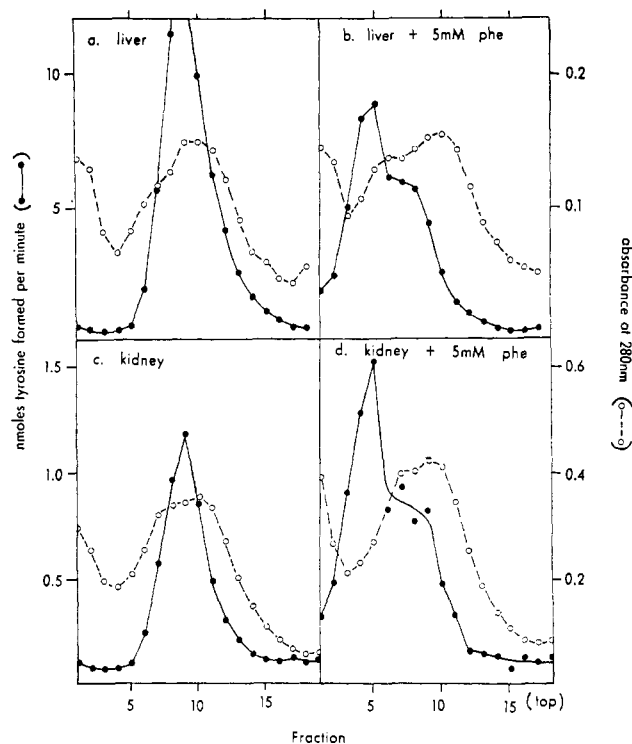 a. liver
b. liver + 5mM phe
10
5
0.2
0.1
nmoles tyrosine formed per minute (●—●)
absorbance at 280nm (○---○)
c. kidney
d. kidney + 5mM phe
1.5
1.0
0.5
0.6
0.4
0.2
5 10 15
5 10 15 (top)
Fraction